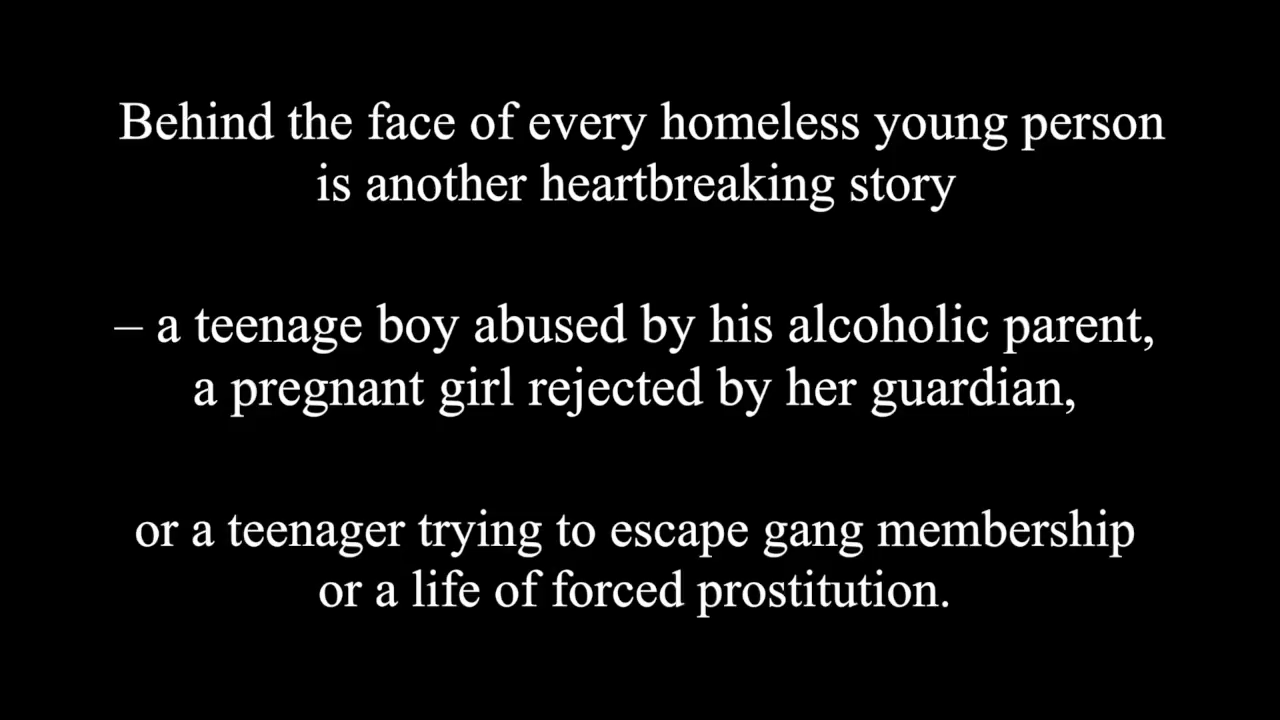 Behind the face of every homeless young person
is another heartbreaking story
– a teenage boy abused by his alcoholic parent,
a pregnant girl rejected by her guardian,
or a teenager trying to escape gang membership
or a life of forced prostitution.